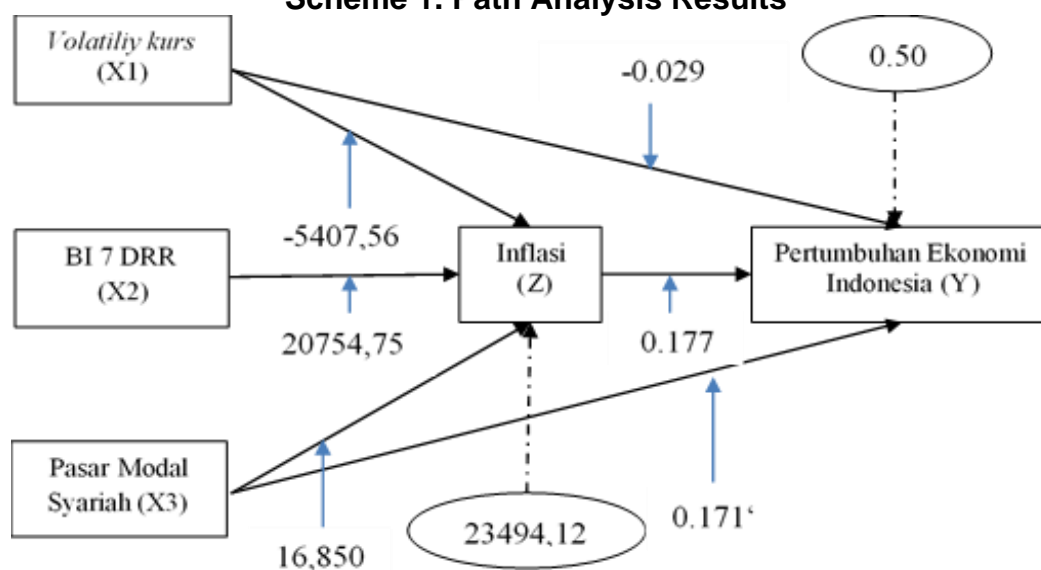 Scheme 1. Path Analysis Results
Volatiliy kurs
(X1)
-0.029
0.50
-5407,56
BI 7 DRR
(X2)
Inflasi
(Z)
Pertumbuhan Ekonomi
Indonesia (Y)
20754,75
0.177
Pasar Modal
Syariah (X3)
16,850
23494,12
0.171‘